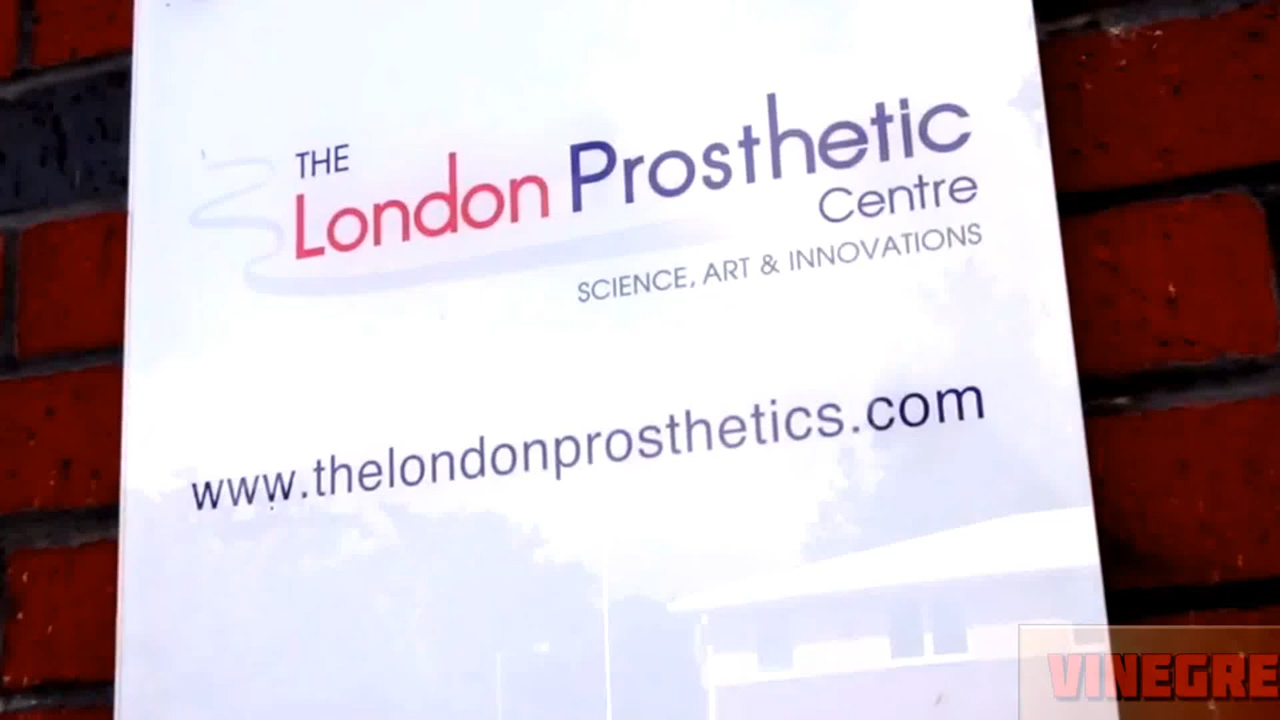 THE
London Prosthetic
Centre
SCIENCE, ART & INNOVATIONS
www.thelondonprosthetics.com
VINEGRE